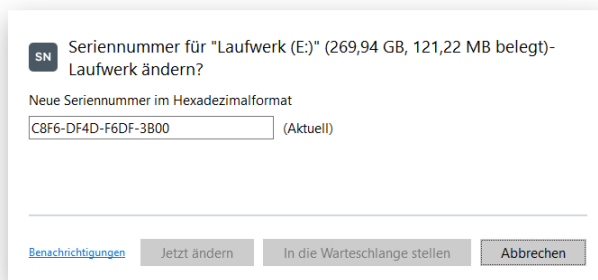 SN
Seriennummer für "Laufwerk (E:)" (269,94 GB, 121,22 MB belegt)-
Laufwerk ändern?
Neue Seriennummer im Hexadezimalformat
C8F6-DF4D-F6DF-3B00 (Aktuell)
Benachrichtigungen Jetzt ändern In die Warteschlange stellen Abbrechen